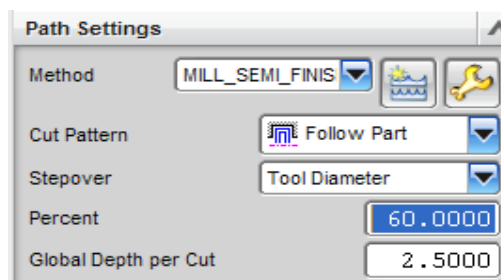 Path Settings
Method MILL_SEMI_FINIS
Cut Pattern Follow Part
Stepover Tool Diameter
Percent 60.0000
Global Depth per Cut 2.5000